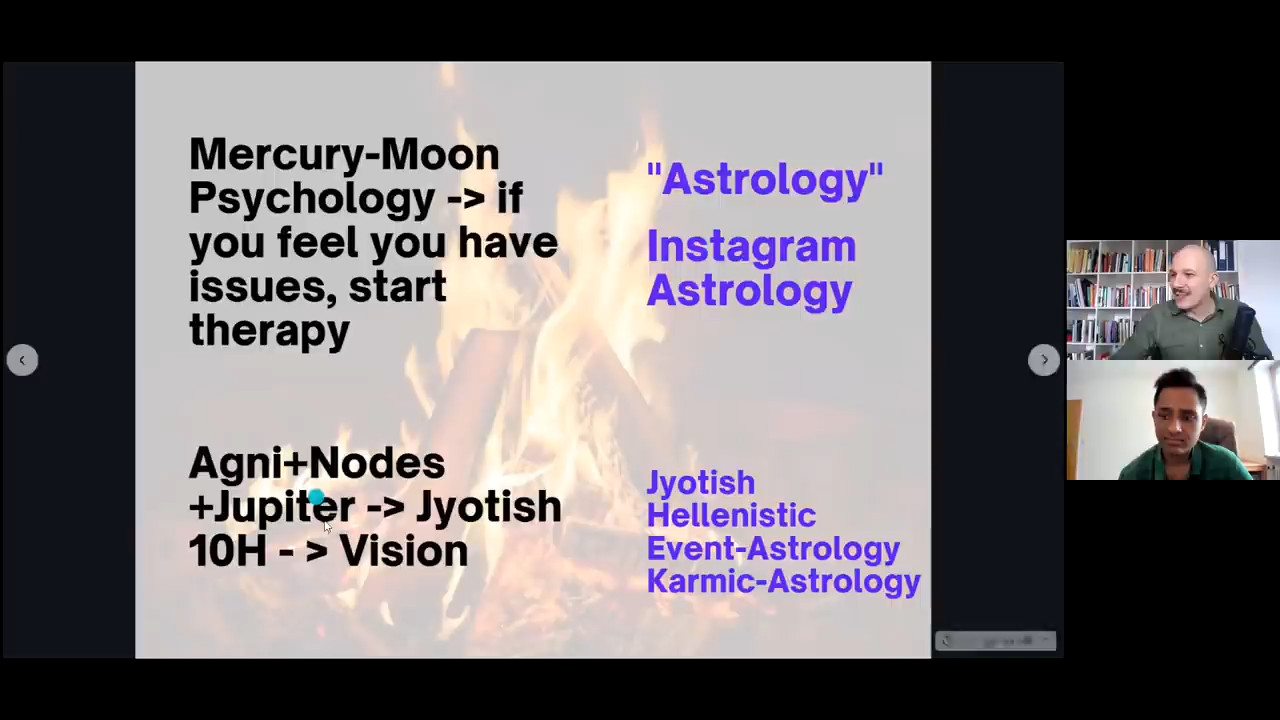 Mercury-Moon
Psychology -> if
you feel you have
issues, start
therapy
"Astrology"
Instagram
Astrology
Agni+Nodes
+Jupiter -> Jyotish
10H - > Vision
Jyotish
Hellenistic
Event-Astrology
Karmic-Astrology